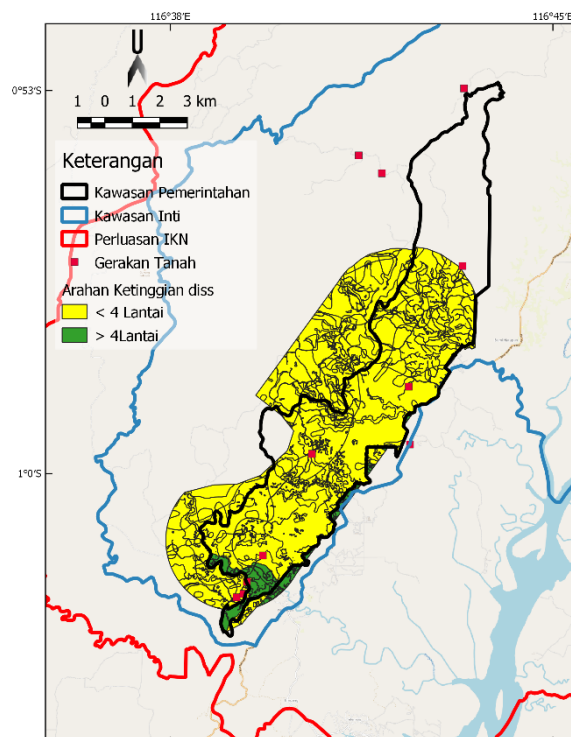 116°38' 116°45'
0°53'
U
1 0 1 2 3 km
Keterangan
Kawasan Pemerintahan
Kawasan Inti
Perluasan IKN
Gerakan Tanah
Arahan Ketinggian diss
< 4 Lantai
> 4Lantai
1°0'S